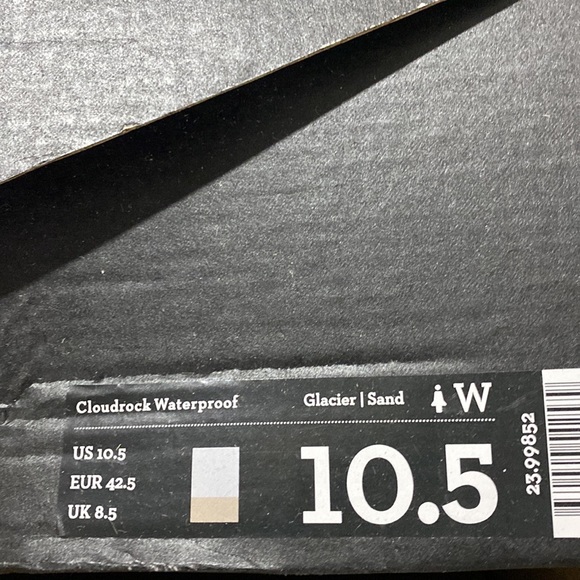 Cloudrock Waterproof Glacier | Sand W
US 10.5
EUR 42.5
UK 8.5
10.5
23.99852